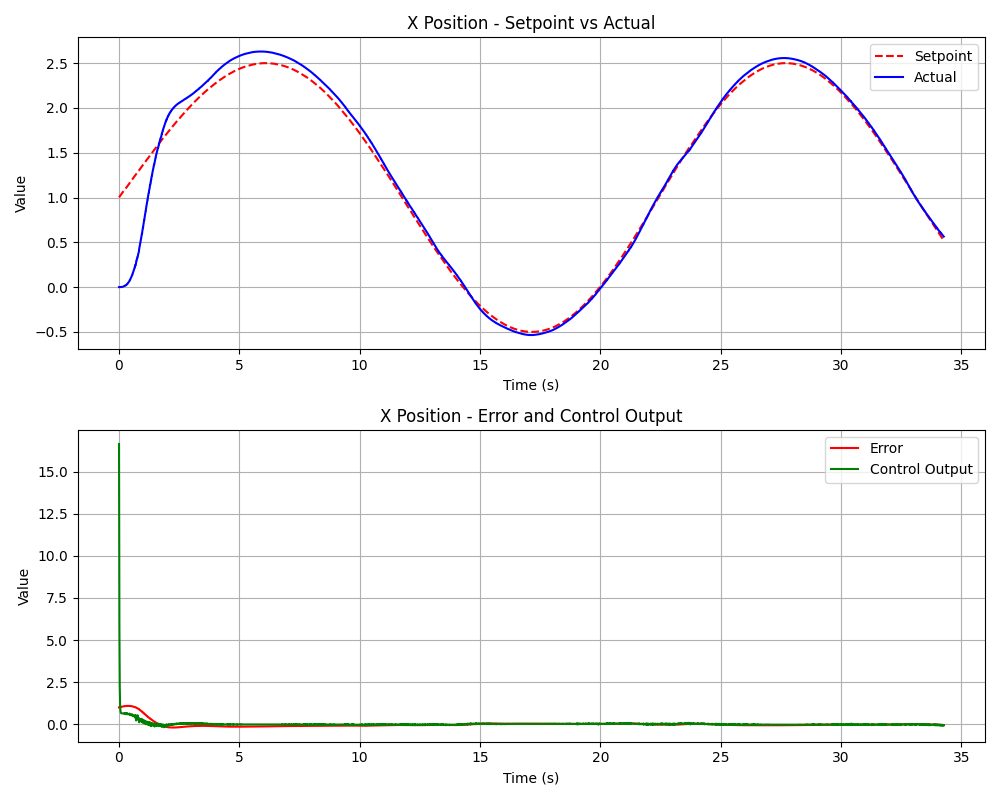 X Position - Setpoint vs Actual
Setpoint
Actual
Value
2.5
2.0
1.5
1.0
0.5
0.0
−0.5
0 5 10 15 20 25 30 35
Time (s)
X Position - Error and Control Output
Error
Control Output
Value
15.0
12.5
10.0
7.5
5.0
2.5
0.0
0 5 10 15 20 25 30 35
Time (s)